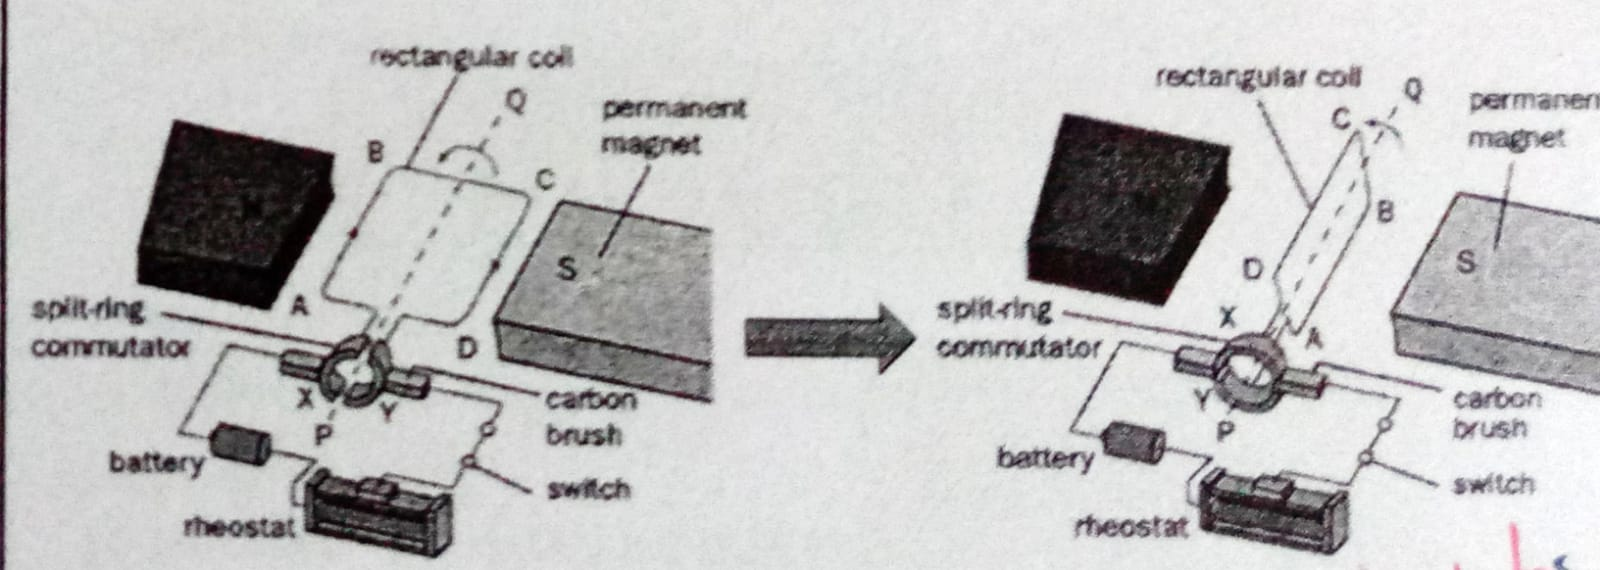 rectangular coil
Q
permanent
magnet
B
C
S
A
D
split-ring
commutator
X
Y
P
carbon
brush
battery
switch
rheostat
rectangular coil
Q
C
permanen
magnet
B
D
S
split-ring
commutator
X
A
Y
P
carbon
brush
battery
switch
rheostat